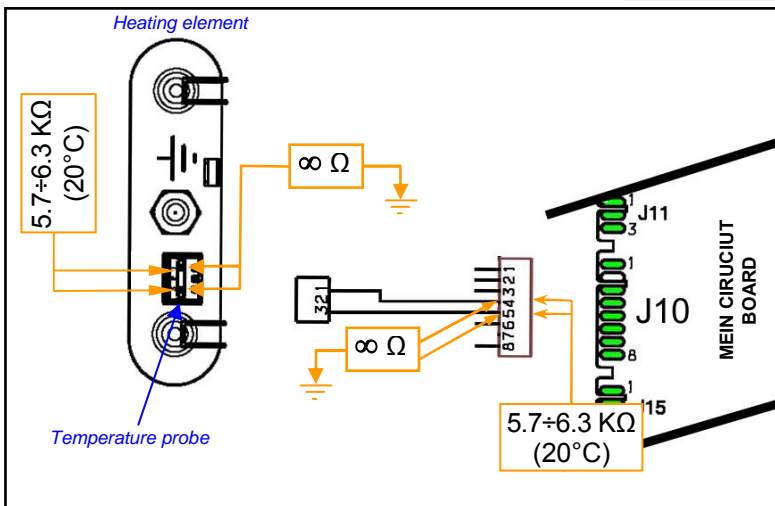 Heating element
5.7÷6.3 KΩ
(20°C)
∞ Ω
1
J11
3
1
J10
8
1
J15
MEIN CIRUCIUT
BOARD
321
87654321
∞ Ω
5.7÷6.3 KΩ
(20°C)
Temperature probe